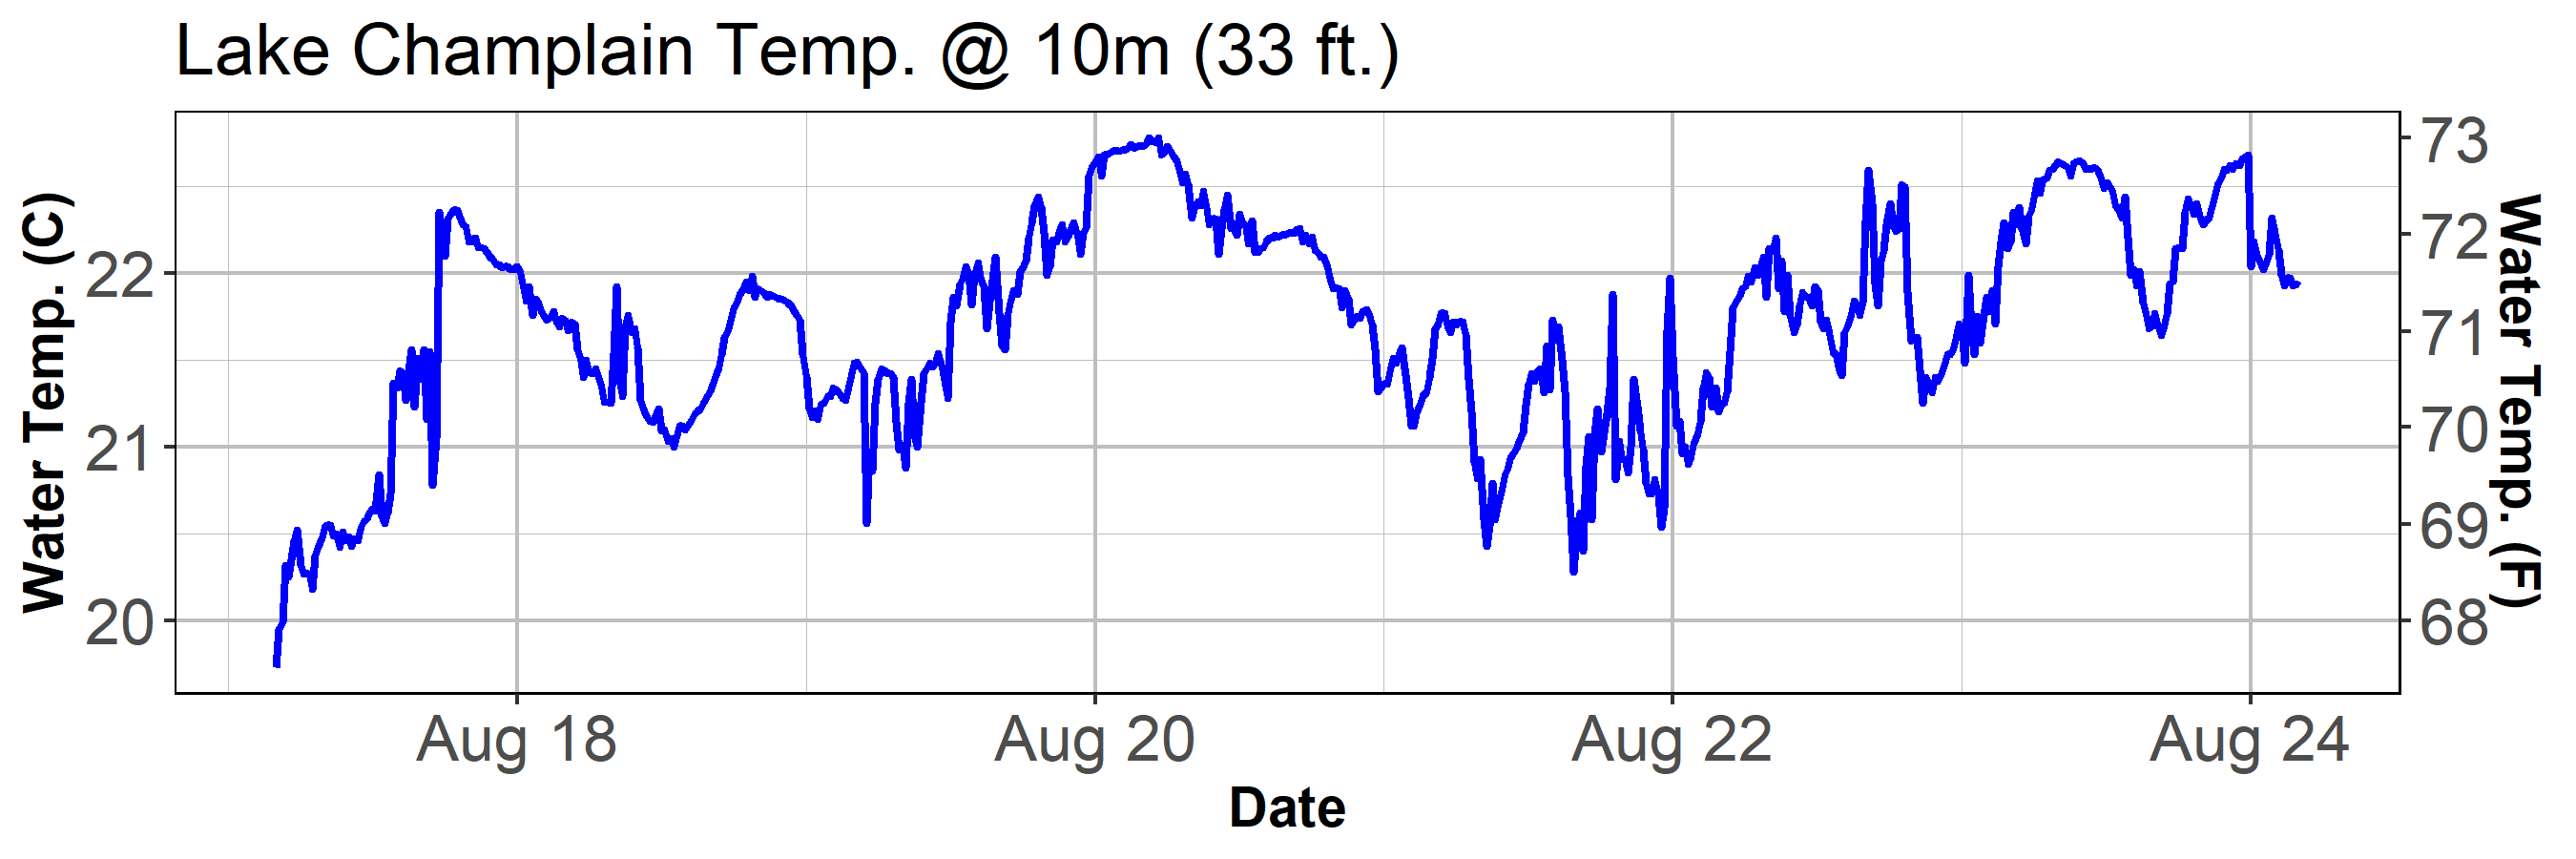 Lake Champlain Temp. @ 10m (33 ft.)
Water Temp. (C)
22
21
20
73
72
71
70
69
68
Water Temp. (F)
Aug 18
Aug 20
Aug 22
Aug 24
Date